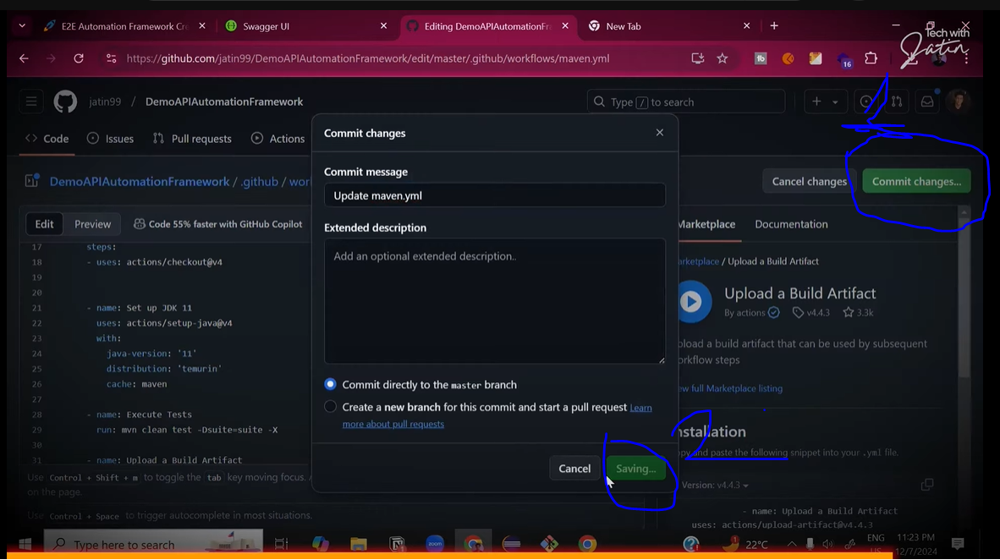 E2E Automation Framework Cr
Swagger UI
Editing DemoAPIAutomationFr
New Tab
Tech with
Jatin
https://github.com/jatin99/DemoAPIAutomationFramework/edit/master/.github/workflows/maven.yml
16
jatin99 / DemoAPIAutomationFramework
Type / to search
Code
Issues
Pull requests
Actions
DemoAPIAutomationFramework / .github / wor
Cancel changes
Commit changes...
Edit
Preview
Code 55% faster with GitHub Copilot
17 steps:
18 - uses: actions/checkout@v4
19
20
21 - name: Set up JDK 11
22 uses: actions/setup-java@v4
23 with:
24 java-version: '11'
25 distribution: 'temurin'
26 cache: maven
27
28 - name: Execute Tests
29 run: mvn clean test -Dsuite=suite -X
30
31 - name: Upload a Build Artifact
Use Control + Shift + m to toggle the tab key moving focus.
on the page.
Use Control + Space to trigger autocomplete in most situations.
Commit changes
Commit message
Update maven.yml
Extended description
Add an optional extended description..
Commit directly to the master branch
Create a new branch for this commit and start a pull request Learn
more about pull requests
Cancel
Saving...
Marketplace
Documentation
arketplace / Upload a Build Artifact
Upload a Build Artifact
By actions
v4.4.3
3.3k
pload a build artifact that can be used by subsequent
orkflow steps
ew full Marketplace listing
2
nstallation
py and paste the following snippet into your .yml file.
Version: v4.4.3
- name: Upload a Build Artifact
uses: actions/upload-artifact@v4.4.3
Type here to search
zoom
22°C
ENG
US
11:23 PM
12/7/2024